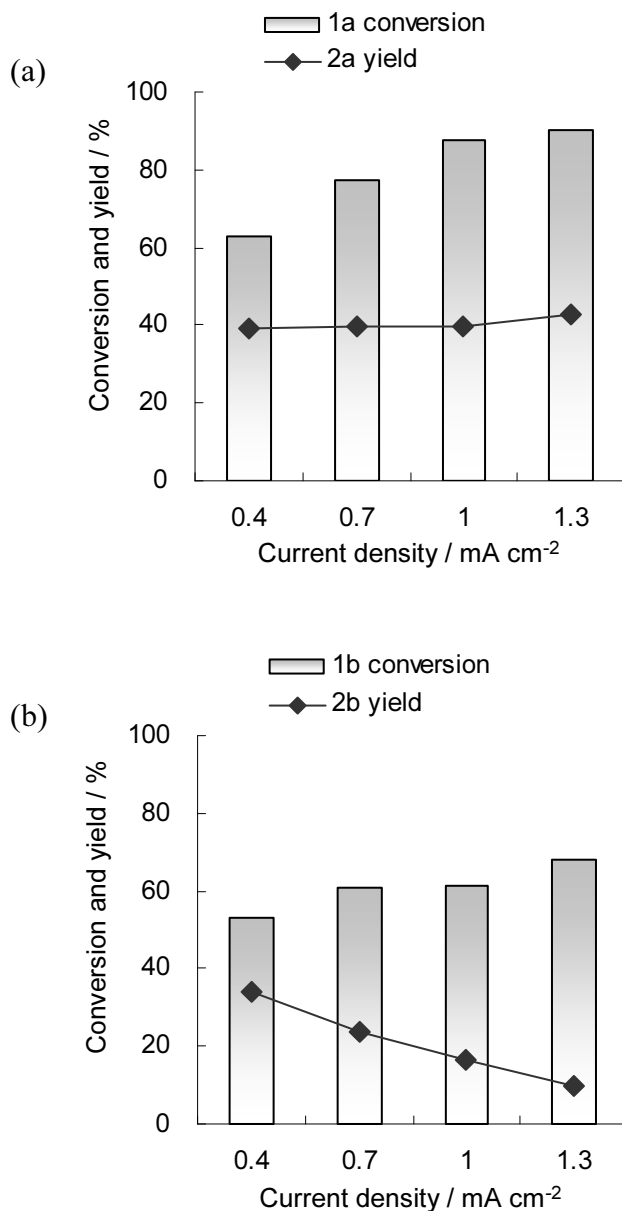 (a)
1a conversion
2a yield
Conversion and yield / %
100
80
60
40
20
0
0.4 0.7 1 1.3
Current density / mA cm-2
(b)
1b conversion
2b yield
Conversion and yield / %
100
80
60
40
20
0
0.4 0.7 1 1.3
Current density / mA cm-2